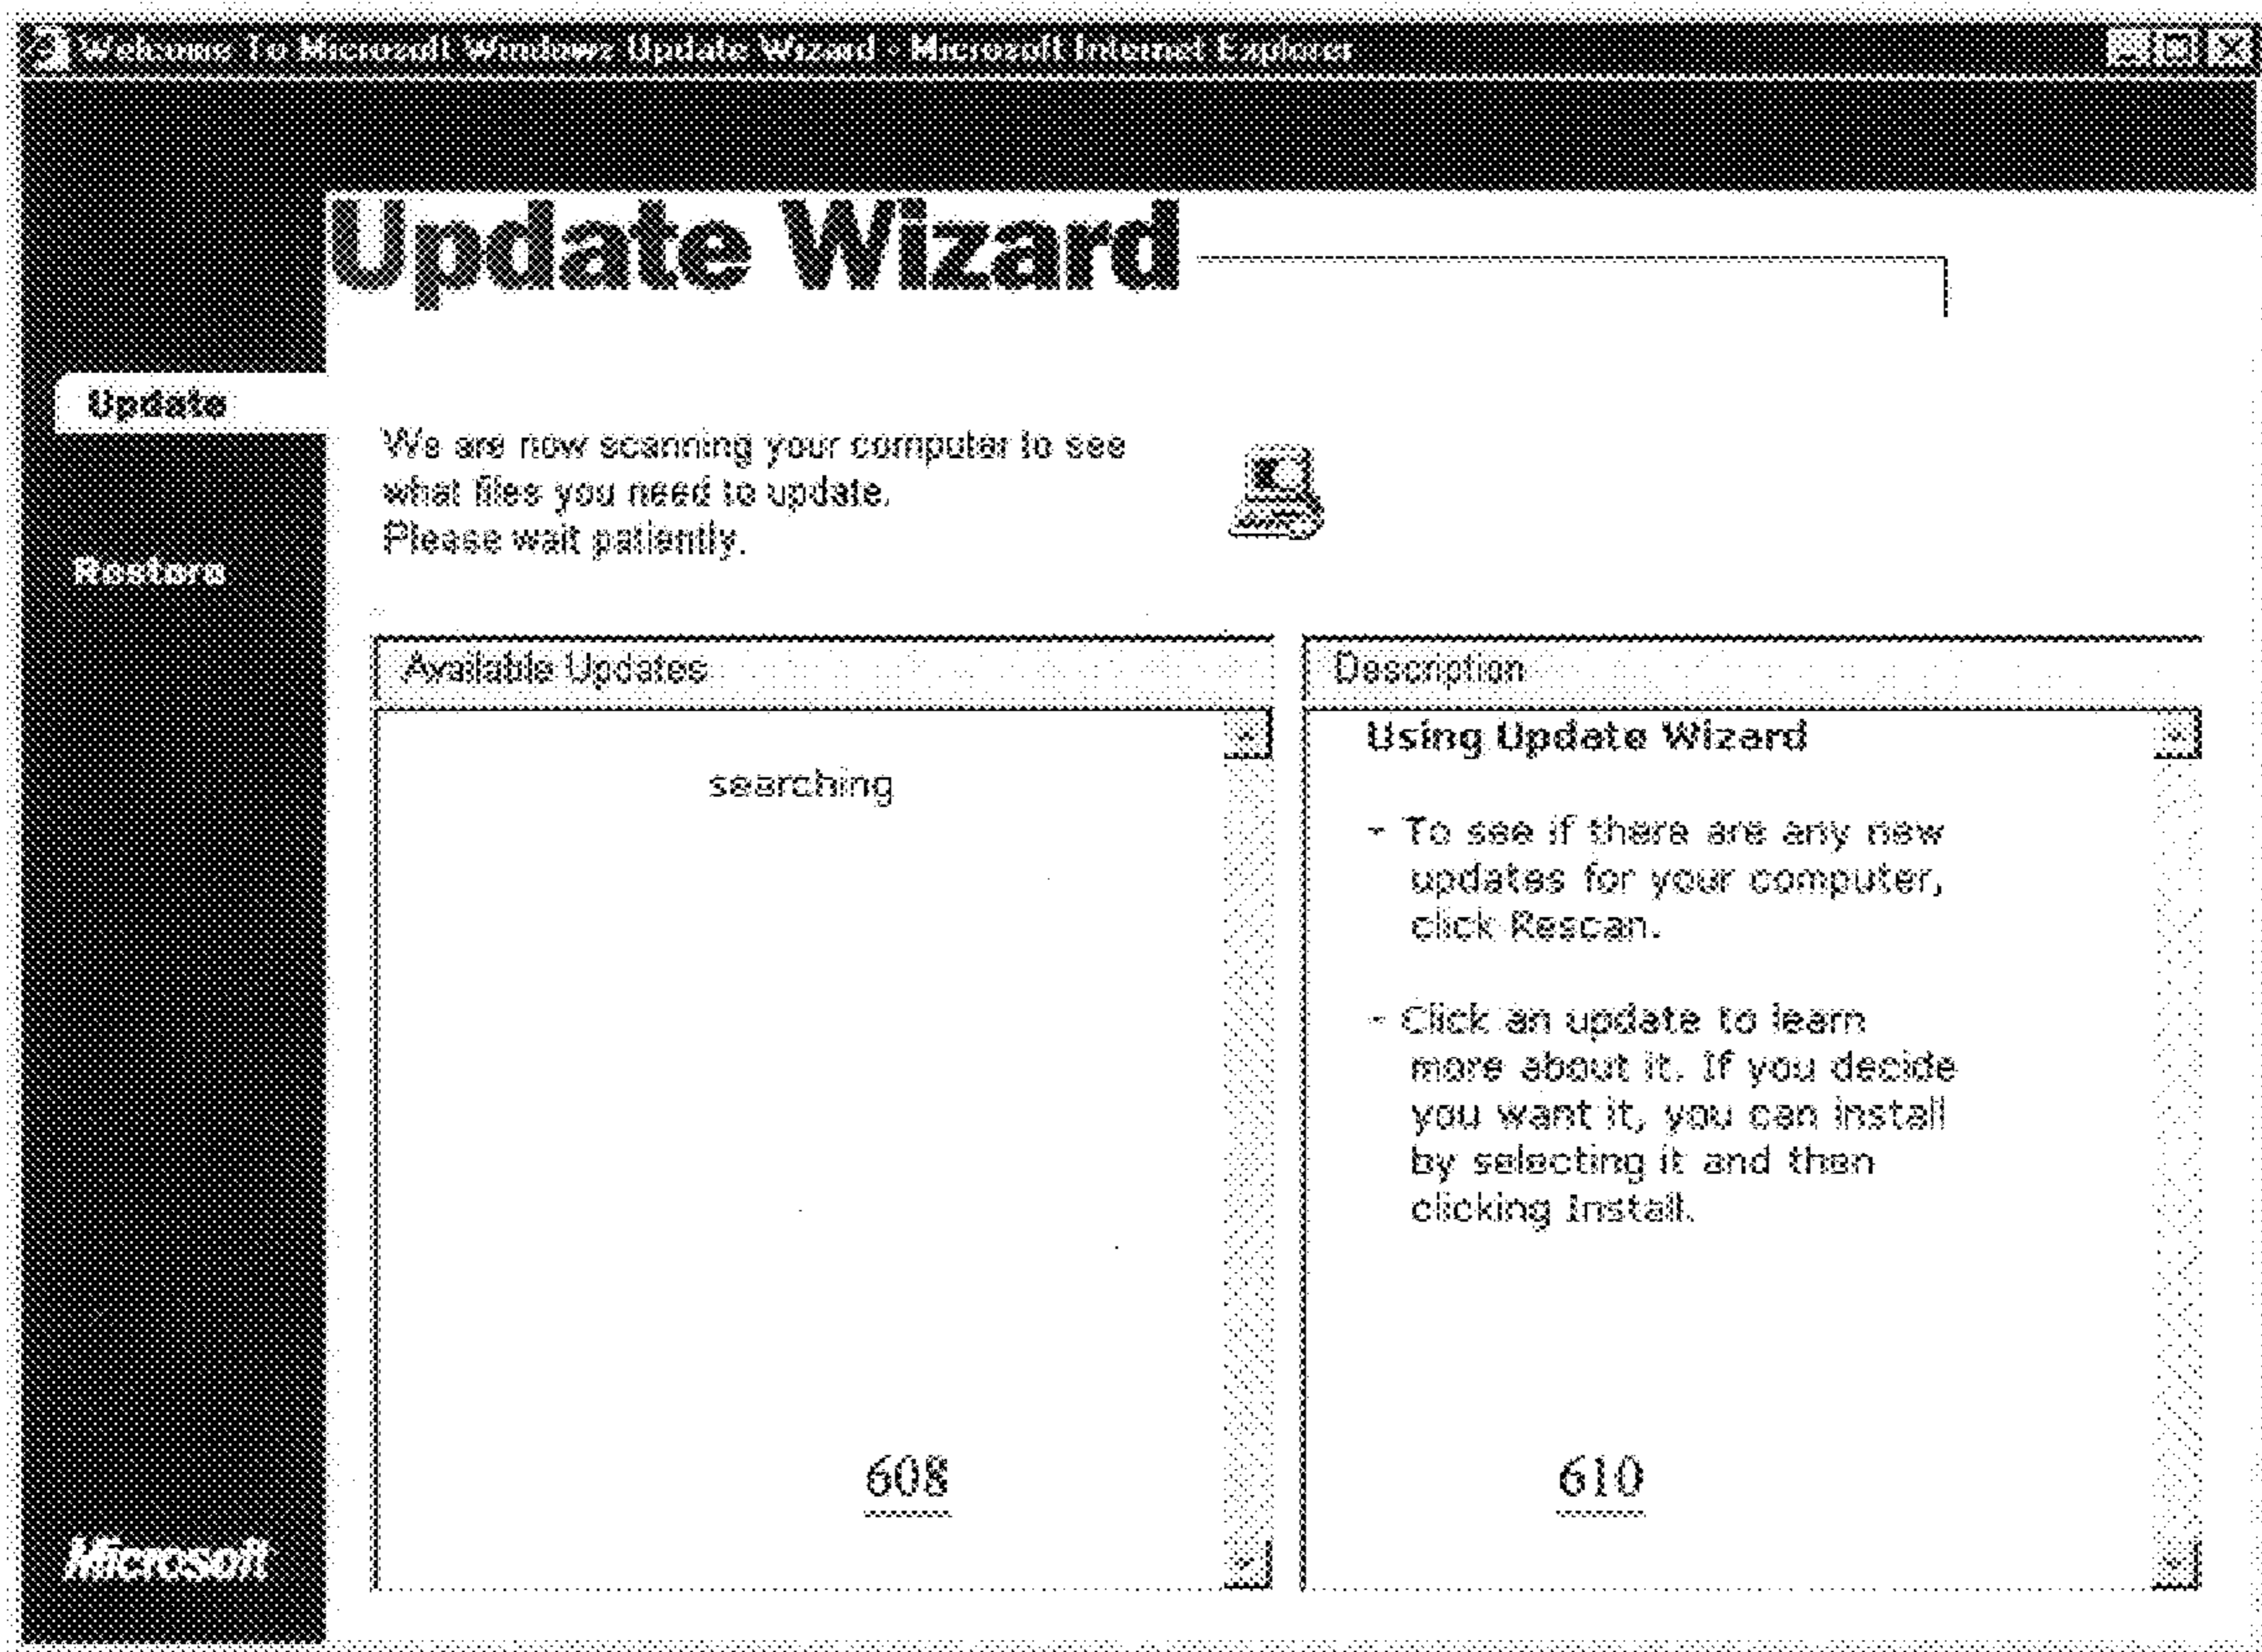 Welcome To Microsoft Windows Update Wizard - Microsoft Internet Explorer
Update Wizard
Update
We are now scanning your computer to see
what files you need to update.
Please wait patiently.
Restore
Available Updates
searching
608
Description
Using Update Wizard
- To see if there are any new
updates for your computer,
click Rescan.
- Click an update to learn
more about it. If you decide
you want it, you can install
by selecting it and then
clicking Install.
610
Microsoft